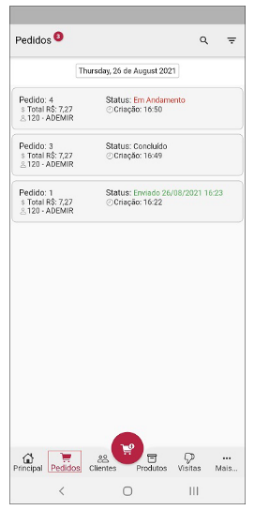 Pedidos 3
Thursday, 26 de August 2021
Pedido: 4 Status: Em Andamento
$ Total R$: 7,27 Criação: 16:50
120 - ADEMIR
Pedido: 3 Status: Concluído
$ Total R$: 7,27 Criação: 16:49
120 - ADEMIR
Pedido: 1 Status: Enviado 26/08/2021 16:23
$ Total R$: 7,27 Criação: 16:22
120 - ADEMIR
Principal Pedidos Clientes Produtos Visitas Mais...